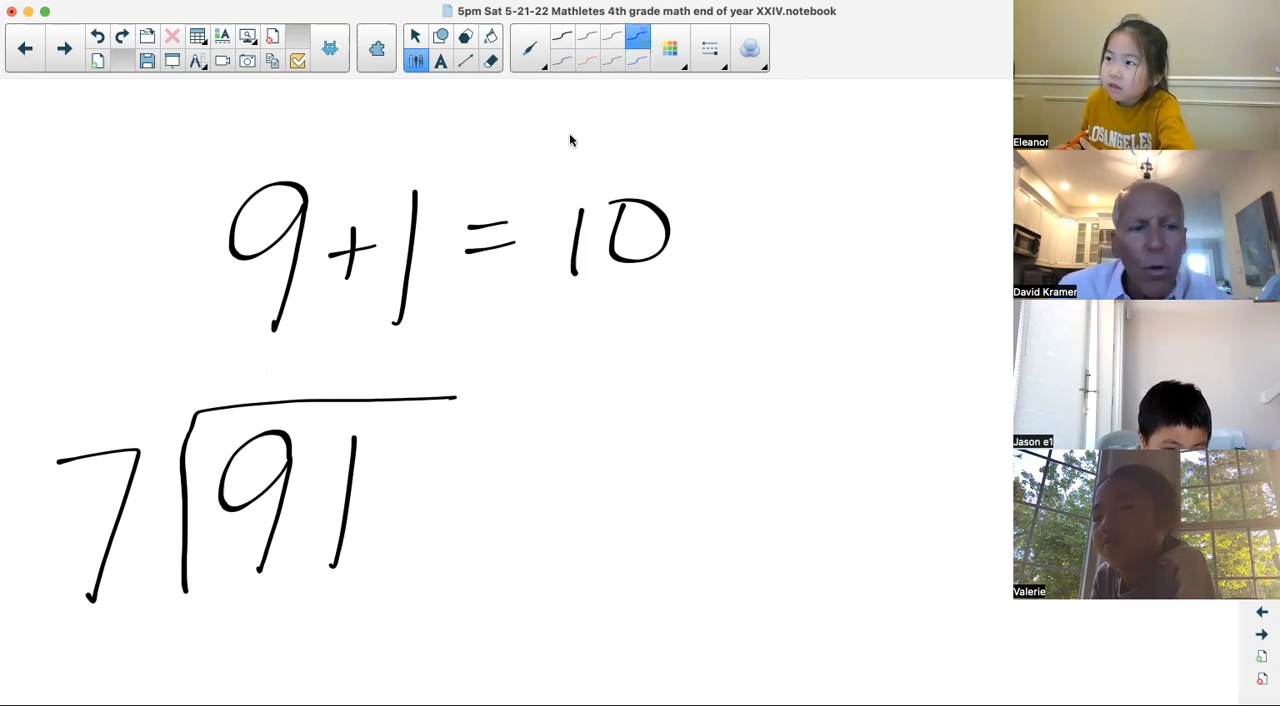 5pm Sat 5-21-22 Mathletes 4th grade math end of year XXIV.notebook
9+1=10
7 91
LOSANGELES
Eleanor
David Kramer
Jason e1
Valerie